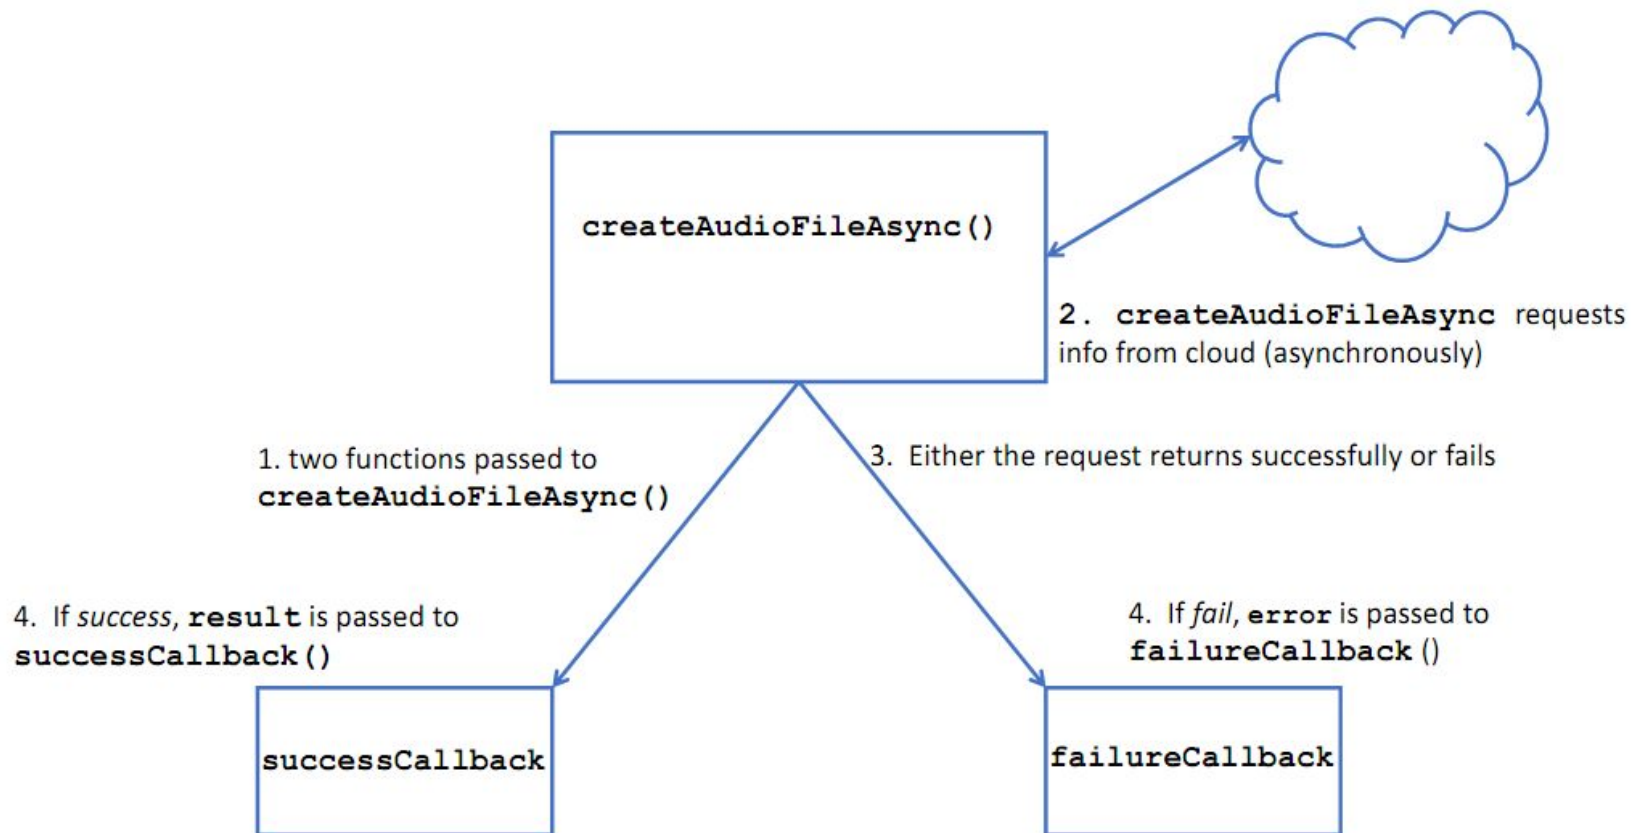 createAudioFileAsync()
2. createAudioFileAsync requests
info from cloud (asynchronously)
1. two functions passed to
createAudioFileAsync()
3. Either the request returns successfully or fails
4. If success, result is passed to
successCallback()
4. If fail, error is passed to
failureCallback ()
successCallback
failureCallback